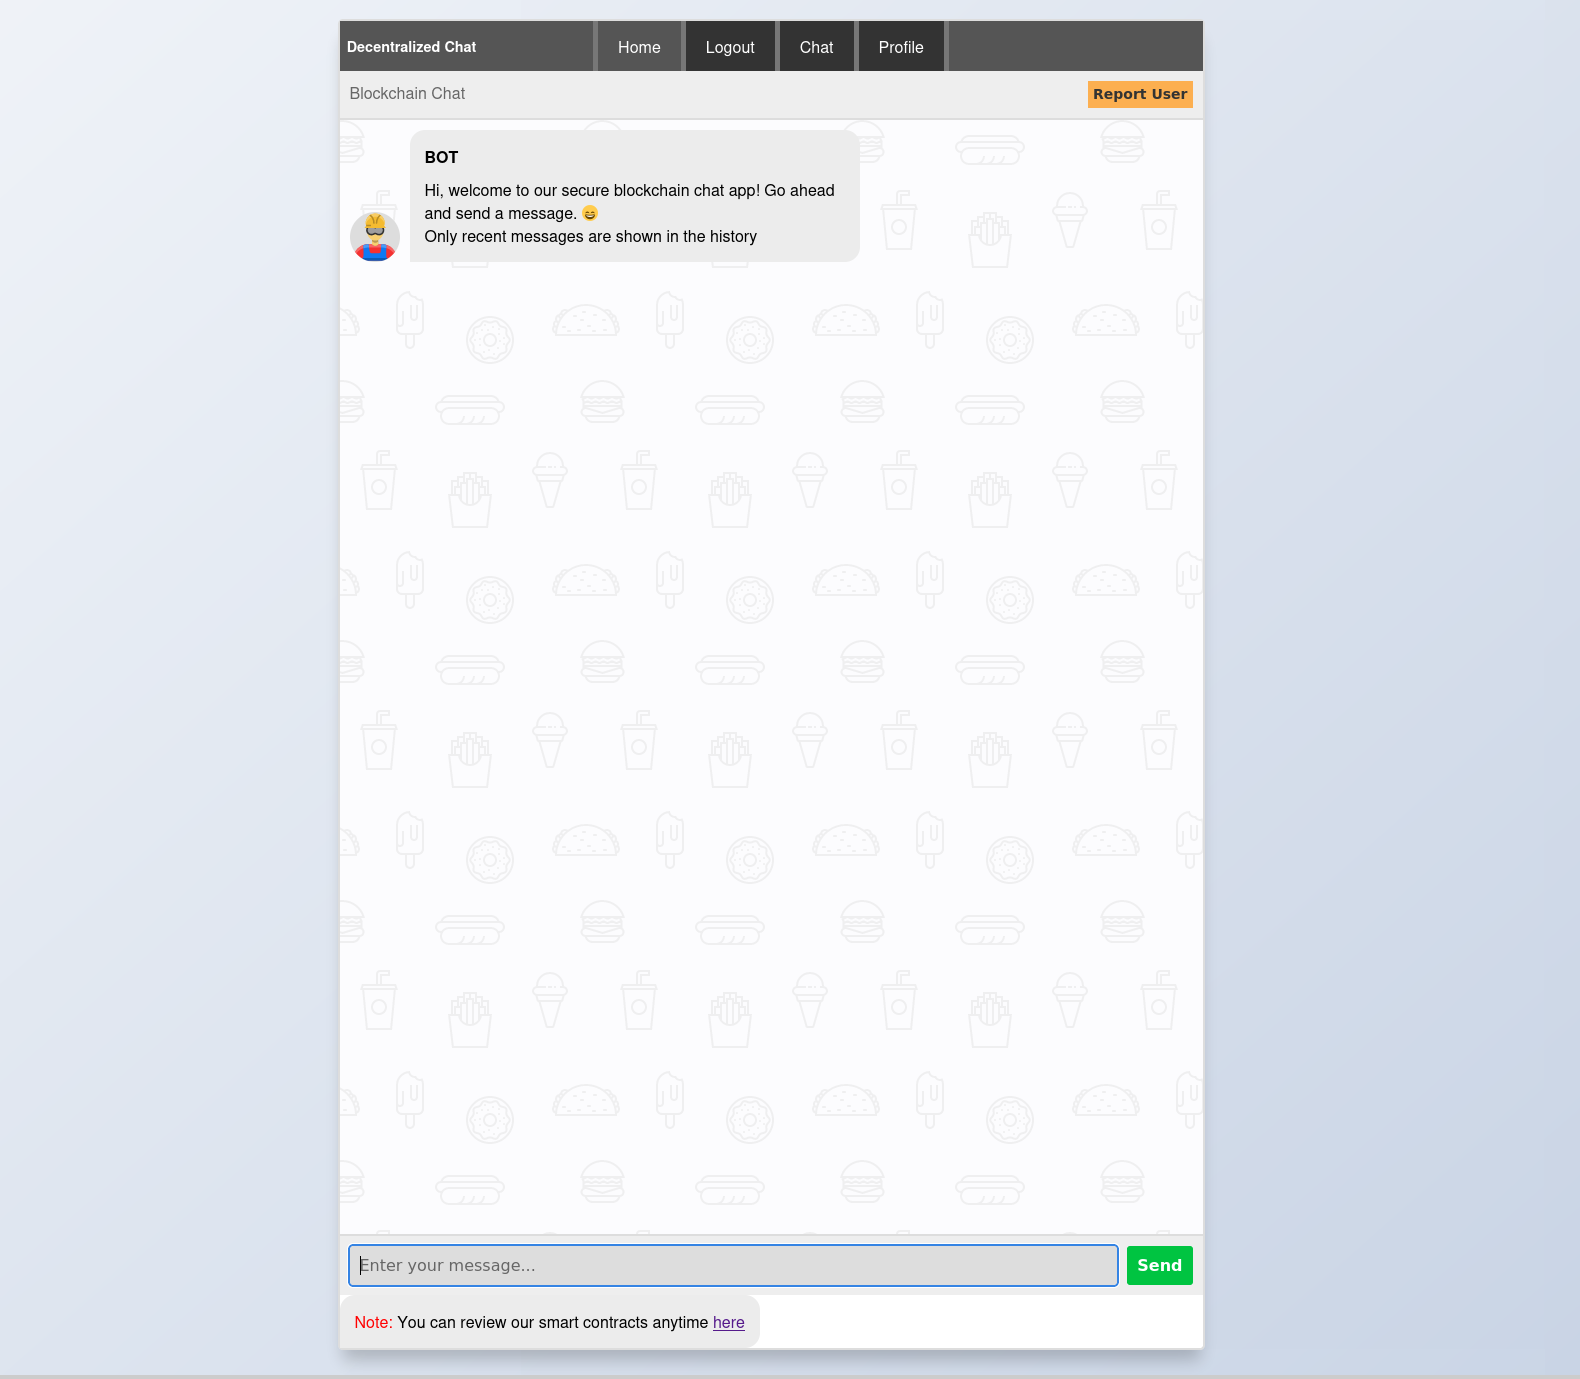 Decentralized Chat
Home
Logout
Chat
Profile
Blockchain Chat
Report User
BOT
Hi, welcome to our secure blockchain chat app! Go ahead
and send a message. 😄
Only recent messages are shown in the history
Enter your message...
Send
Note: You can review our smart contracts anytime here